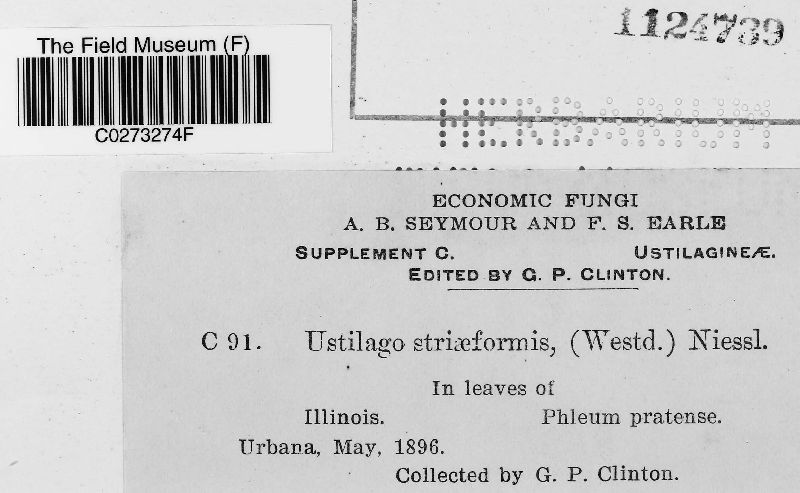 The Field Museum (F)
C0273274F
1124739
ECONOMIC FUNGI
A. B. SEYMOUR AND F. S. EARLE
SUPPLEMENT C. USTILAGINEÆ.
EDITED BY G. P. CLINTON.
C 91. Ustilago striæformis, (Westd.) Niessl.
In leaves of
Illinois. Phleum pratense.
Urbana, May, 1896.
Collected by G. P. Clinton.